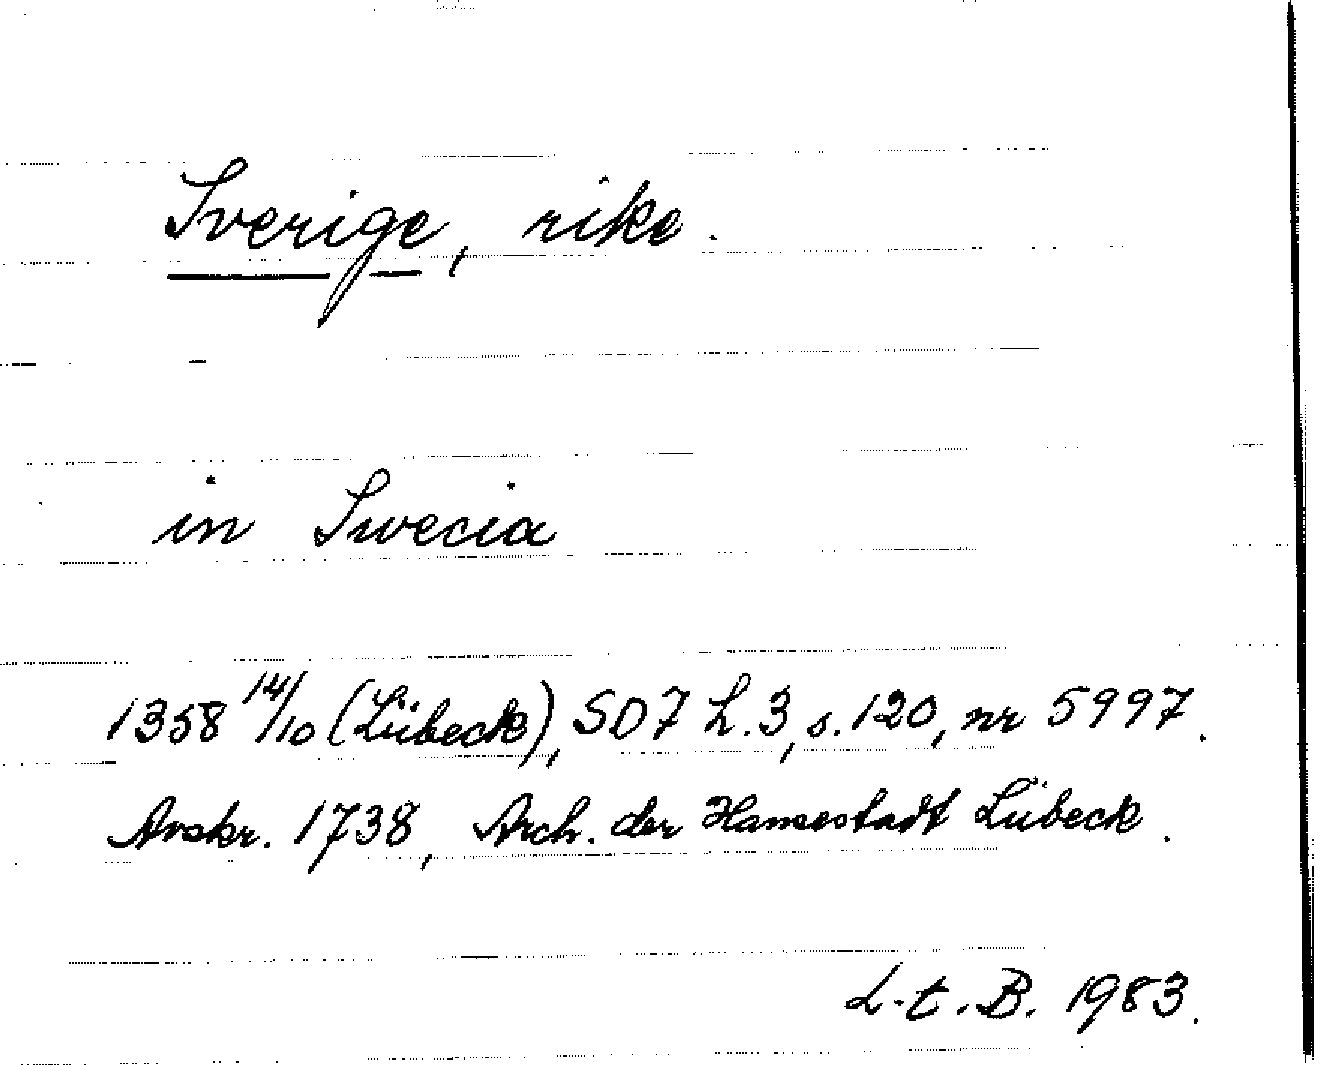 Sverige, rike.
in Swecia
1358 14/10 (Lübeck), SD7 h.3, s.120, nr 5997.
Avskr. 1738, Arch. der Hansestadt Lübeck.
L.t.B. 1983.